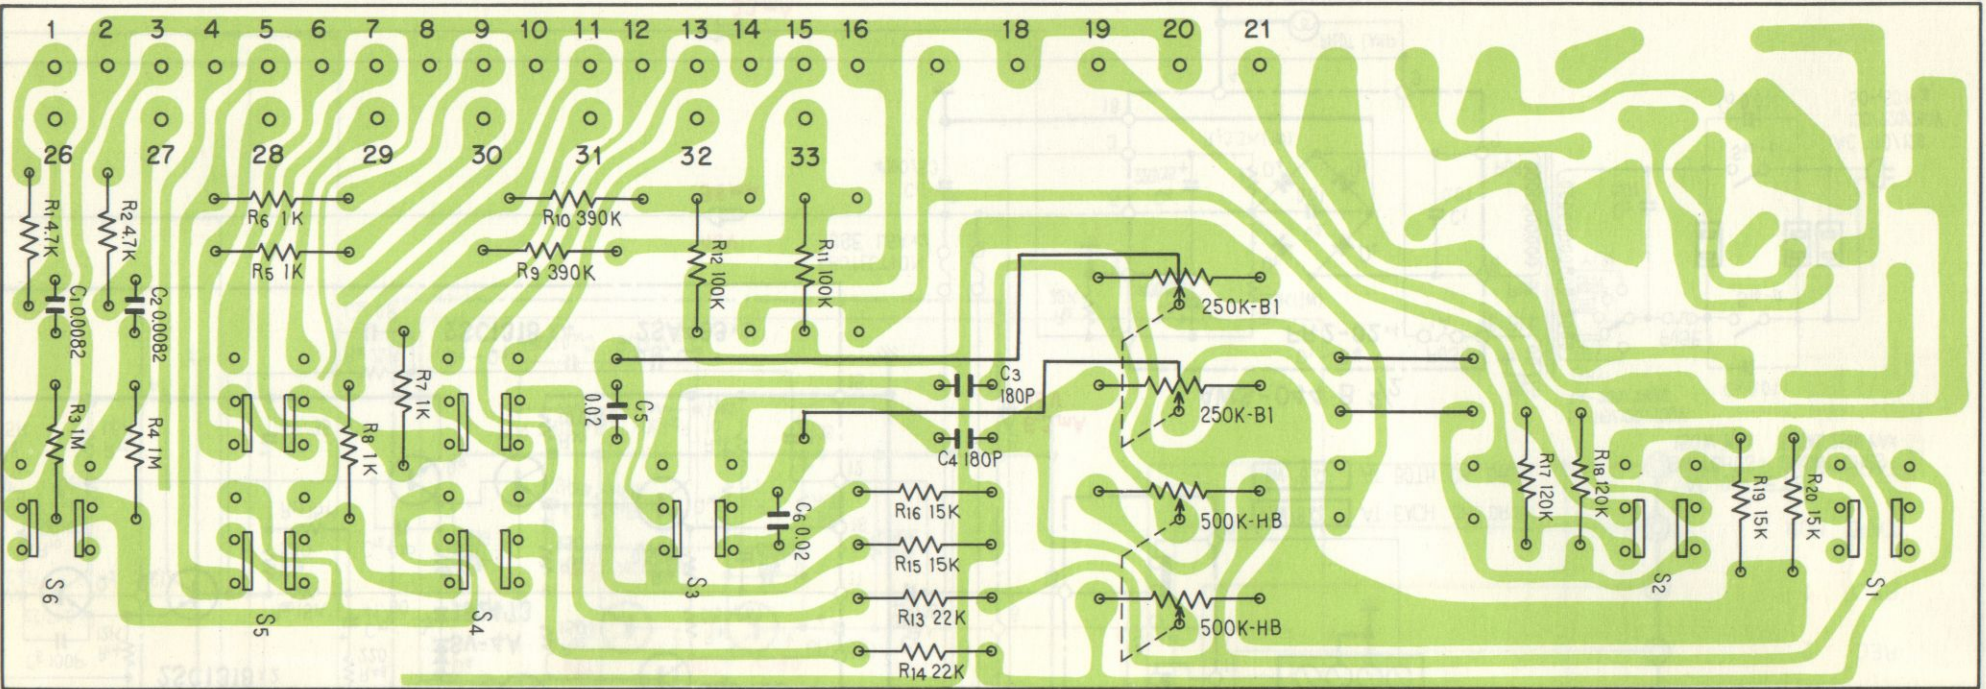 1 2 3 4 5 6 7 8 9 10 11 12 13 14 15 16 18 19 20 21
26 27 28 29 30 31 32 33
R1 4.7K
R2 4.7K
R6 1K
R5 1K
R10 390K
R9 390K
R12 100K
R11 100K
C1 0.0082
C2 0.0082
250K-B1
R3 1M
R4 1M
R8 1K
R7 1K
C5
0.02
C3
180P
C4 180P
250K-B1
R16 15K
R15 15K
R13 22K
R14 22K
C6 0.02
500K-HB
500K-HB
R17 120K
R18 120K
R19 15K
R20 15K
S6
S5
S4
S3
S2
S1